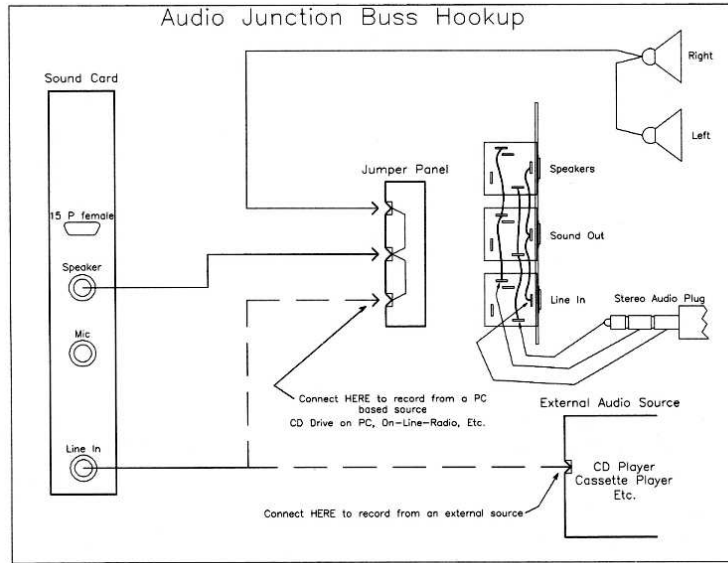 Audio Junction Buss Hookup
Right
Sound Card
Left
Jumper Panel
Speakers
15 P female
Sound Out
Speaker
Line In
Stereo Audio Plug
Mic
Connect HERE to record from a PC
based source
CD Drive on PC, On-Line-Radio, Etc.
External Audio Source
Line In
CD Player
Cassette Player
Etc.
Connect HERE to record from an external source